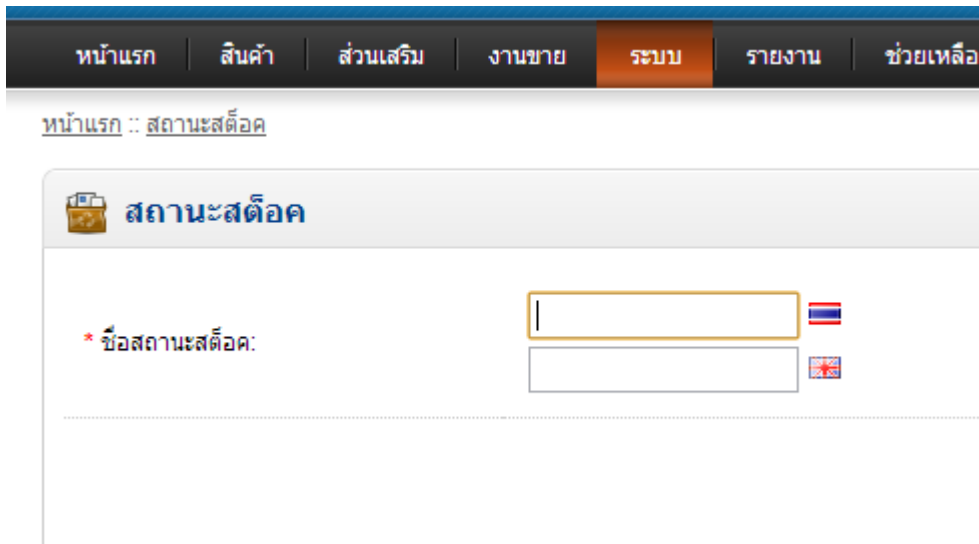 หน้าแรก สินค้า ส่วนเสริม งานขาย ระบบ รายงาน ช่วยเหลือ
หน้าแรก :: สถานะสต็อค
สถานะสต็อค
* ชื่อสถานะสต็อค: